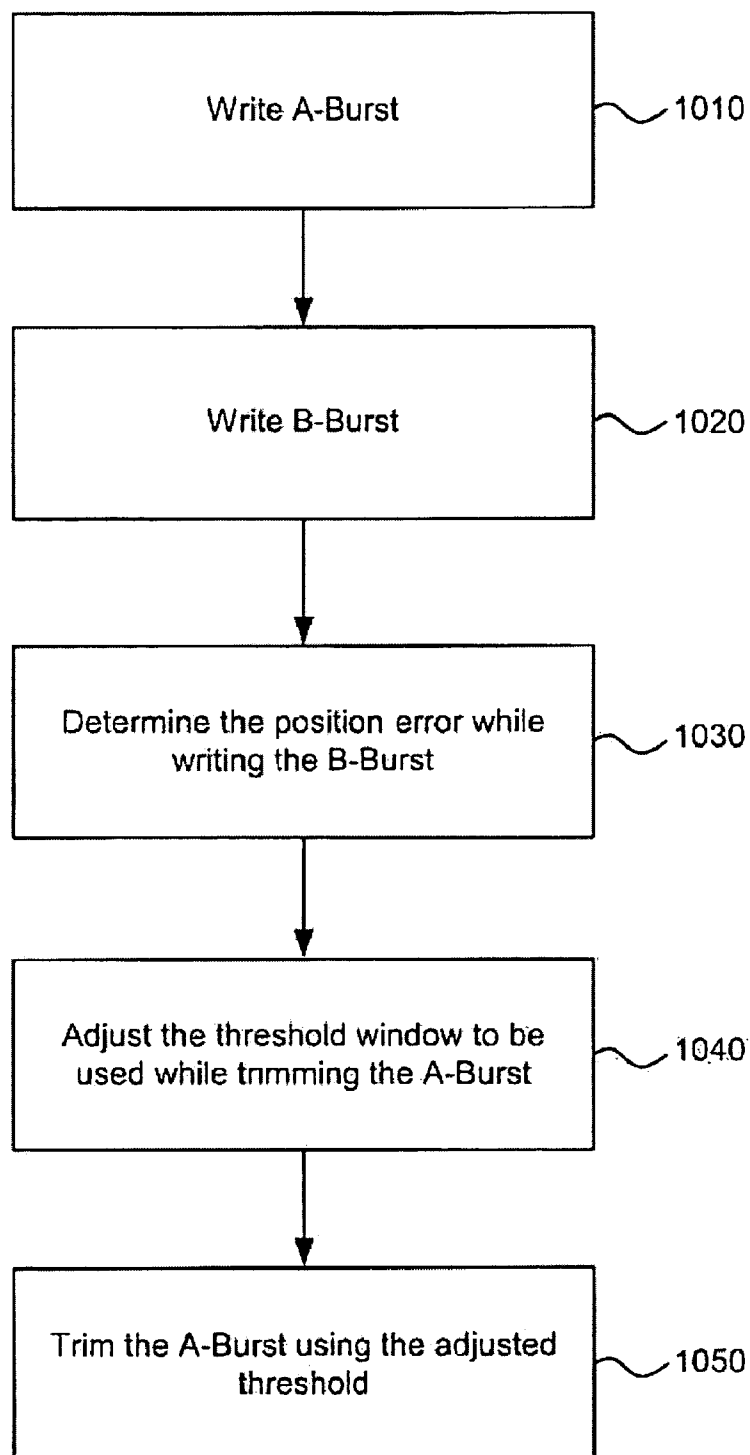 Write A-Burst
1010
Write B-Burst
1020
Determine the position error while
writing the B-Burst
1030
Adjust the threshold window to be
used while trimming the A-Burst
1040
Trim the A-Burst using the adjusted
threshold
1050